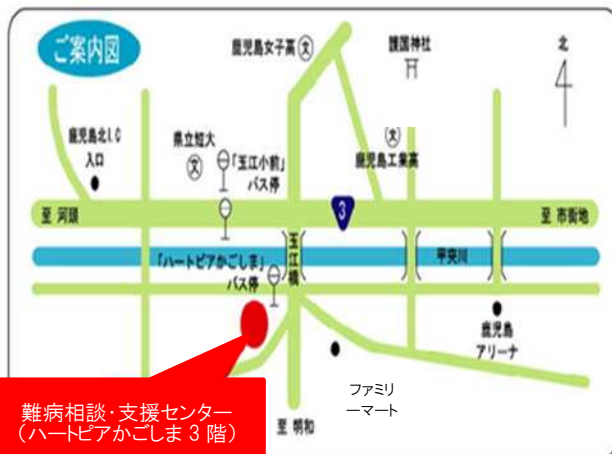 ご案内図
鹿児島女子高
文
護国神社
北
鹿児島北IC
入口
県立短大
文
「玉江小前」
バス停
文
鹿児島工業高
至 河頭
3
至 市街地
玉江橋
甲突川
「ハートピアかごしま」
バス停
鹿児島
アリーナ
ファミリ
ーマート
至 明和
難病相談・支援センター
（ハートピアかごしま 3 階）